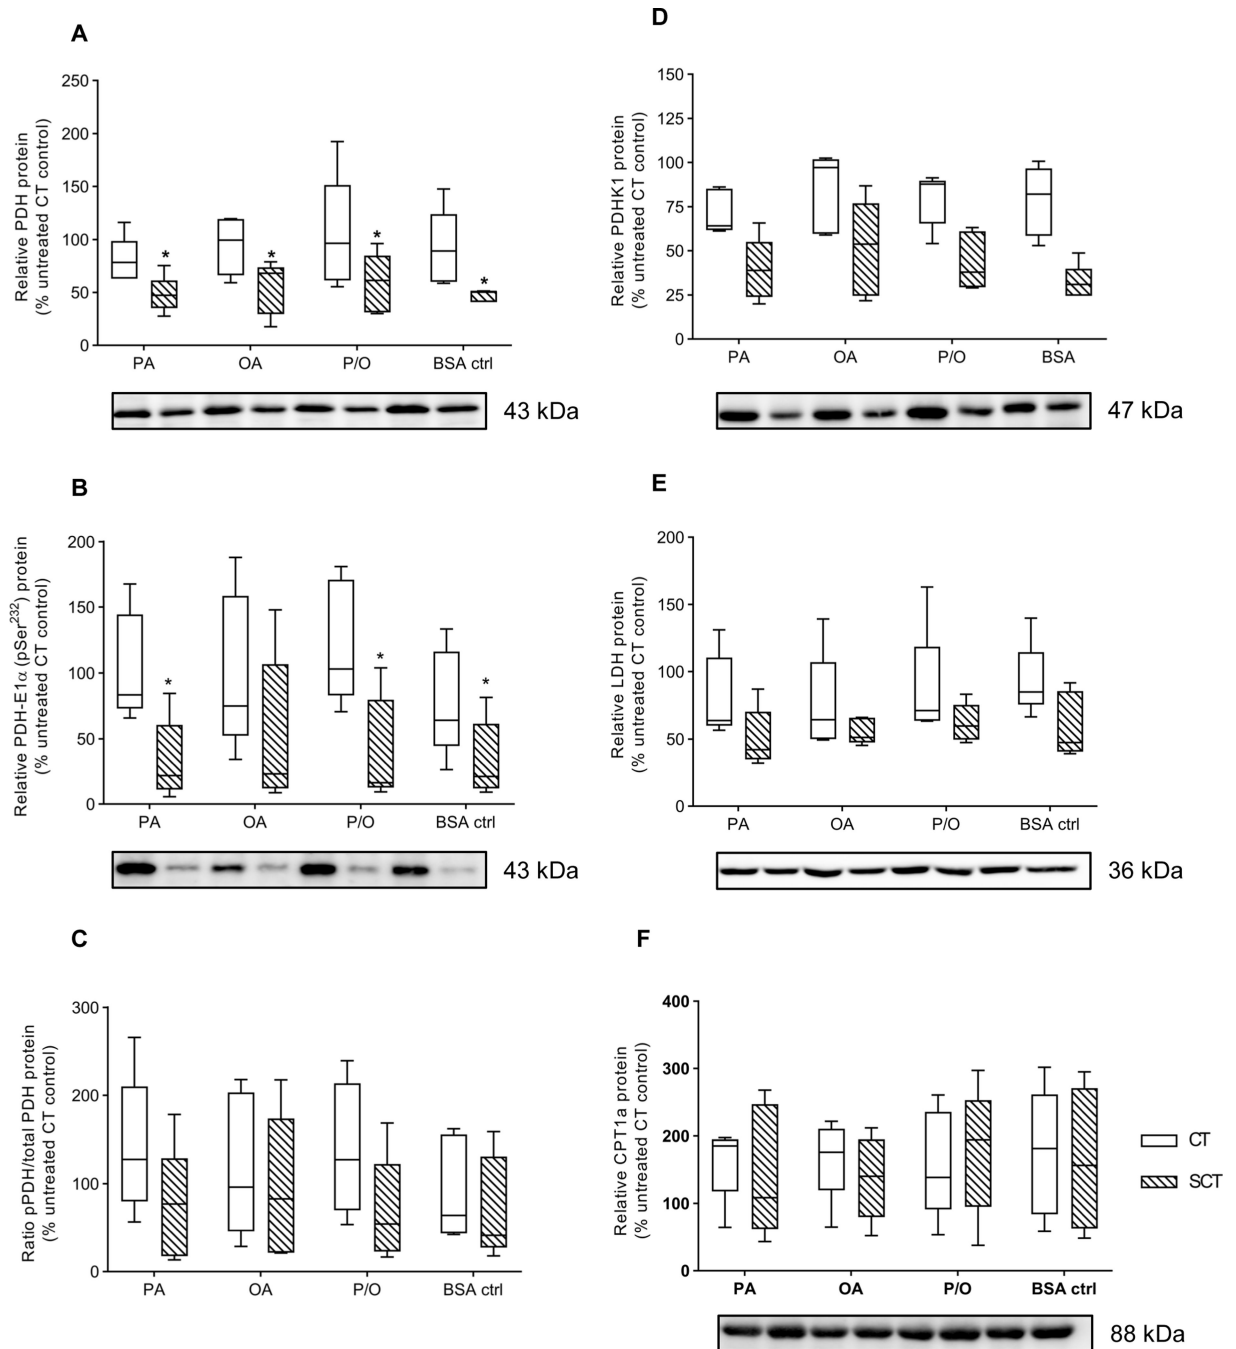 A
Relative PDH protein
(% untreated CT control)
250
200
150
100
50
0
* * * *
PA OA P/O BSA ctrl
43 kDa
B
Relative PDH-E1α (pSer²³²) protein
(% untreated CT control)
200
150
100
50
0
* * *
PA OA P/O BSA ctrl
43 kDa
C
Ratio pPDH/total PDH protein
(% untreated CT control)
300
200
100
0
PA OA P/O BSA ctrl
D
Relative PDHK1 protein
(% untreated CT control)
150
125
100
75
50
25
0
PA OA P/O BSA
47 kDa
E
Relative LDH protein
(% untreated CT control)
200
150
100
50
0
PA OA P/O BSA ctrl
36 kDa
F
Relative CPT1a protein
(% untreated CT control)
400
300
200
100
0
PA OA P/O BSA ctrl
88 kDa
CT
SCT